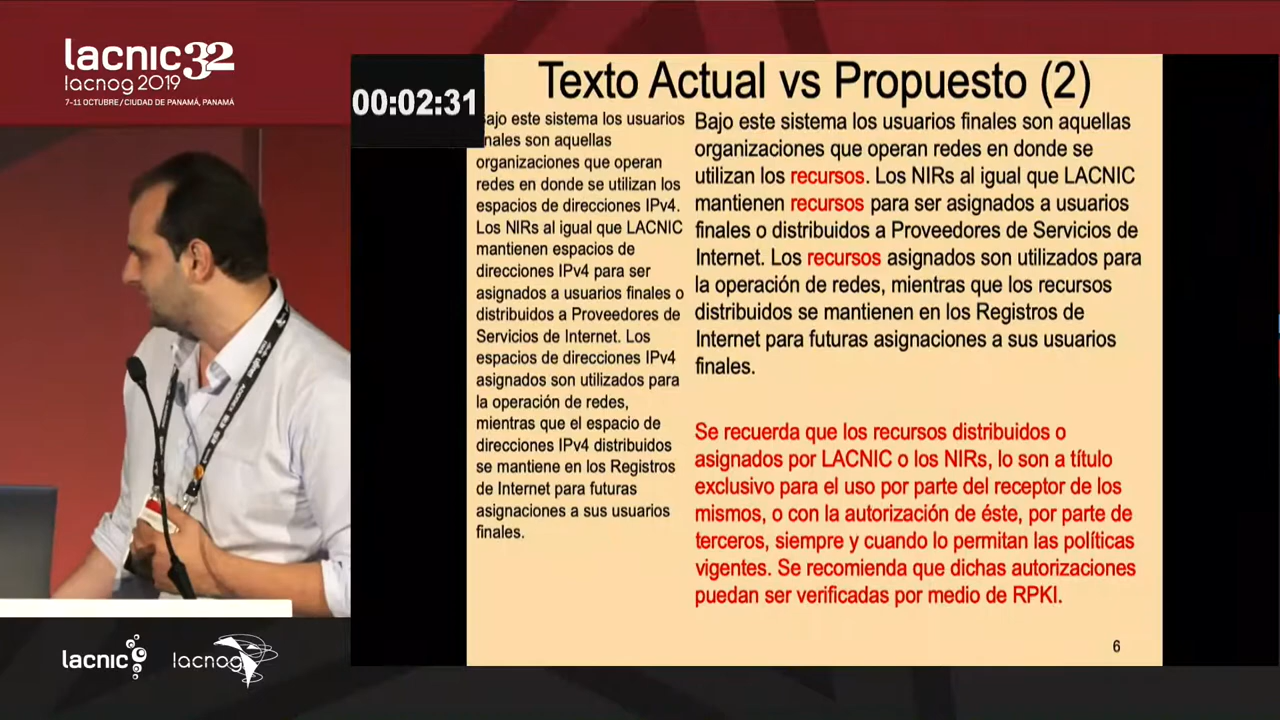 lacnic 32
lacnog 2019
7-11 OCTUBRE / CIUDAD DE PANAMÁ, PANAMÁ
00:02:31
Texto Actual vs Propuesto (2)
ajo este sistema los usuarios
nales son aquellas
organizaciones que operan
redes en donde se utilizan los
espacios de direcciones IPv4.
Los NIRs al igual que LACNIC
mantienen espacios de
direcciones IPv4 para ser
asignados a usuarios finales o
distribuidos a Proveedores de
Servicios de Internet. Los
espacios de direcciones IPv4
asignados son utilizados para
la operación de redes,
mientras que el espacio de
direcciones IPv4 distribuidos
se mantiene en los Registros
de Internet para futuras
asignaciones a sus usuarios
finales.
Bajo este sistema los usuarios finales son aquellas
organizaciones que operan redes en donde se
utilizan los recursos. Los NIRs al igual que LACNIC
mantienen recursos para ser asignados a usuarios
finales o distribuidos a Proveedores de Servicios de
Internet. Los recursos asignados son utilizados para
la operación de redes, mientras que los recursos
distribuidos se mantienen en los Registros de
Internet para futuras asignaciones a sus usuarios
finales.
Se recuerda que los recursos distribuidos o
asignados por LACNIC o los NIRs, lo son a título
exclusivo para el uso por parte del receptor de los
mismos, o con la autorización de éste, por parte de
terceros, siempre y cuando lo permitan las políticas
vigentes. Se recomienda que dichas autorizaciones
puedan ser verificadas por medio de RPKI.
6
lacnic
lacnog